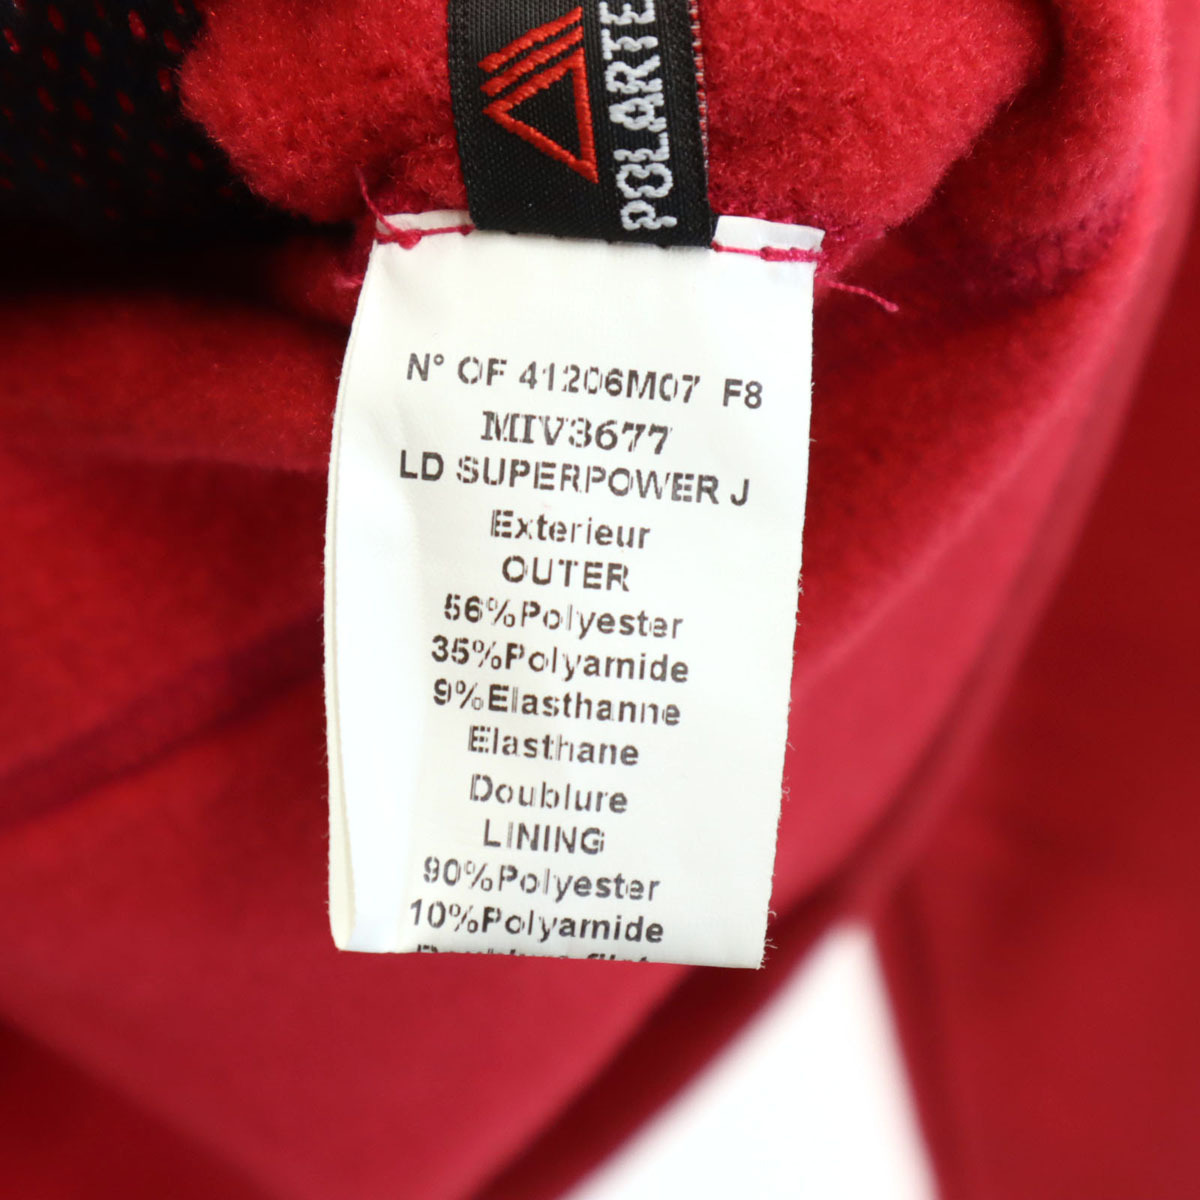 POLARTE
N° OF 41206M07 F8
MIV3677
LD SUPERPOWER J
Exterieur
OUTER
56%Polyester
35%Polyamide
9%Elasthanne
Elasthane
Doublure
LINING
90%Polyester
10%Polyamide